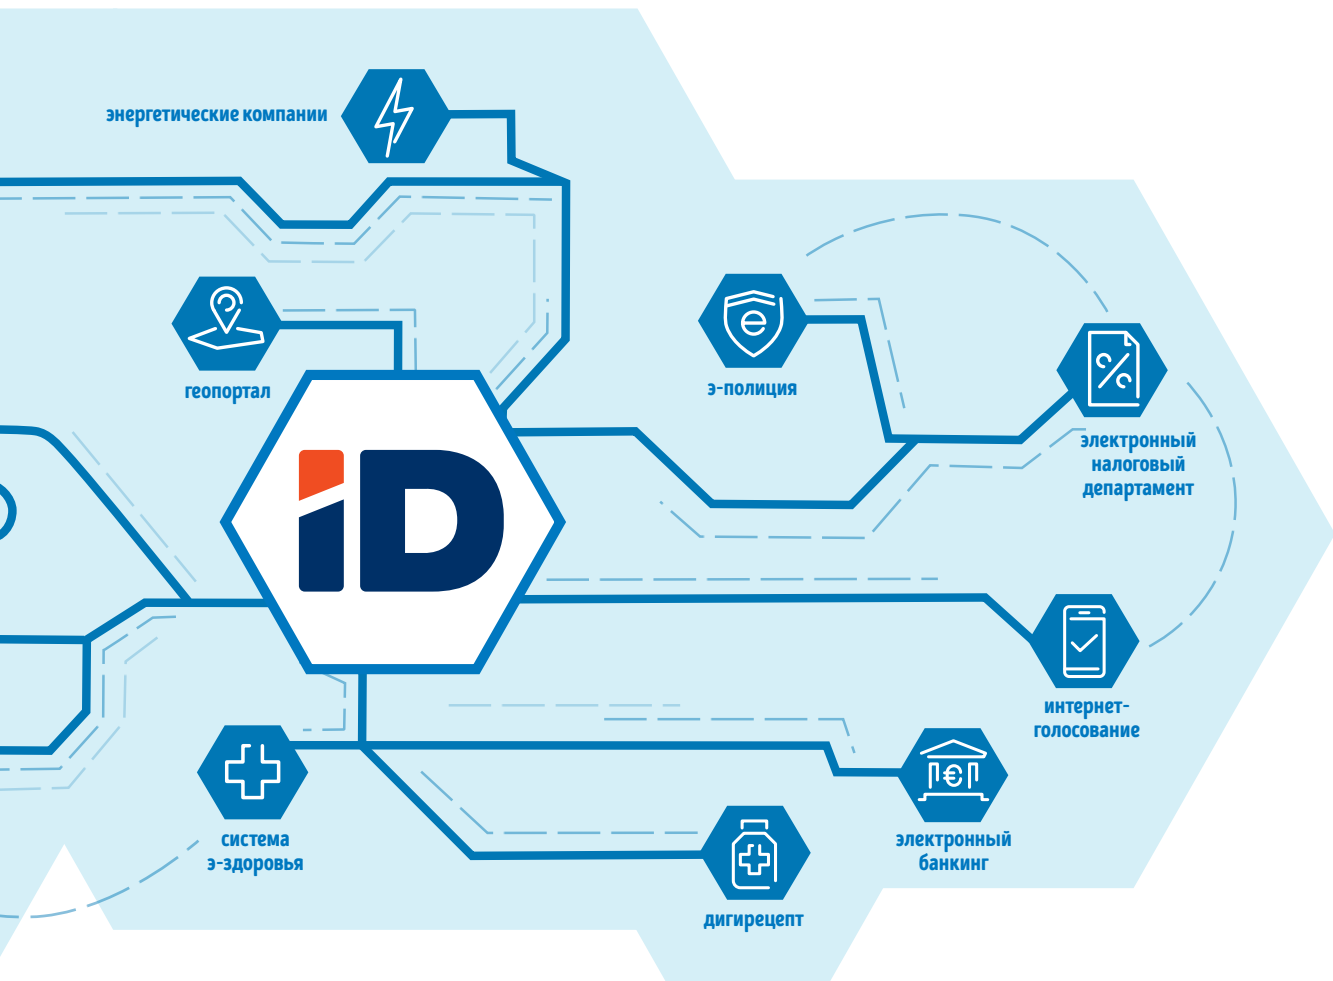 энергетические компании
геопортал
э-полиция
электронный
налоговый
департамент
iD
интернет-
голосование
система
э-здоровья
электронный
банкинг
дигирецепт